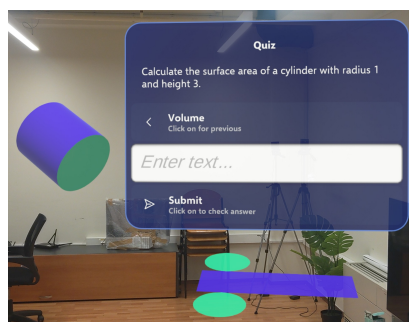 Quiz
Calculate the surface area of a cylinder with radius 1
and height 3.
Volume
Click on for previous
Enter text...
Submit
Click on to check answer